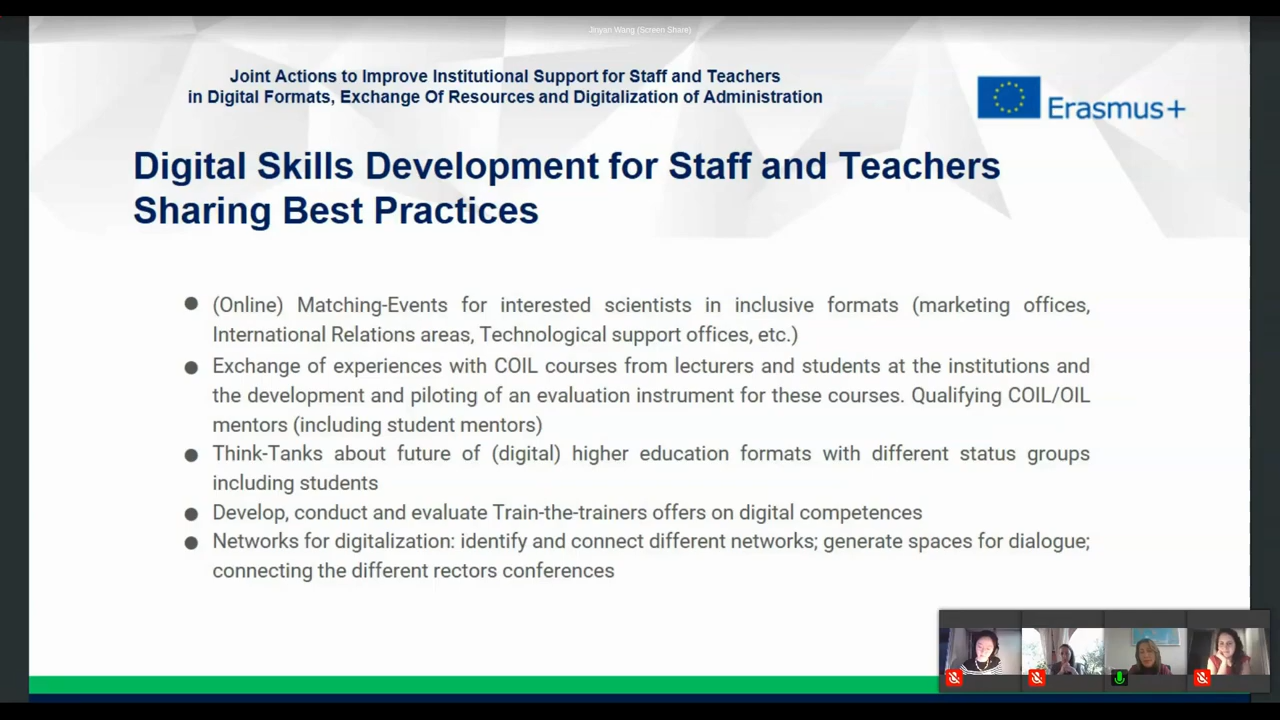 Jinyan Wang (Screen Share)
Joint Actions to Improve Institutional Support for Staff and Teachers
in Digital Formats, Exchange Of Resources and Digitalization of Administration
Erasmus+
Digital Skills Development for Staff and Teachers
Sharing Best Practices
(Online) Matching-Events for interested scientists in inclusive formats (marketing offices,
International Relations areas, Technological support offices, etc.)
Exchange of experiences with COIL courses from lecturers and students at the institutions and
the development and piloting of an evaluation instrument for these courses. Qualifying COIL/OIL
mentors (including student mentors)
Think-Tanks about future of (digital) higher education formats with different status groups
including students
Develop, conduct and evaluate Train-the-trainers offers on digital competences
Networks for digitalization: identify and connect different networks; generate spaces for dialogue;
connecting the different rectors conferences